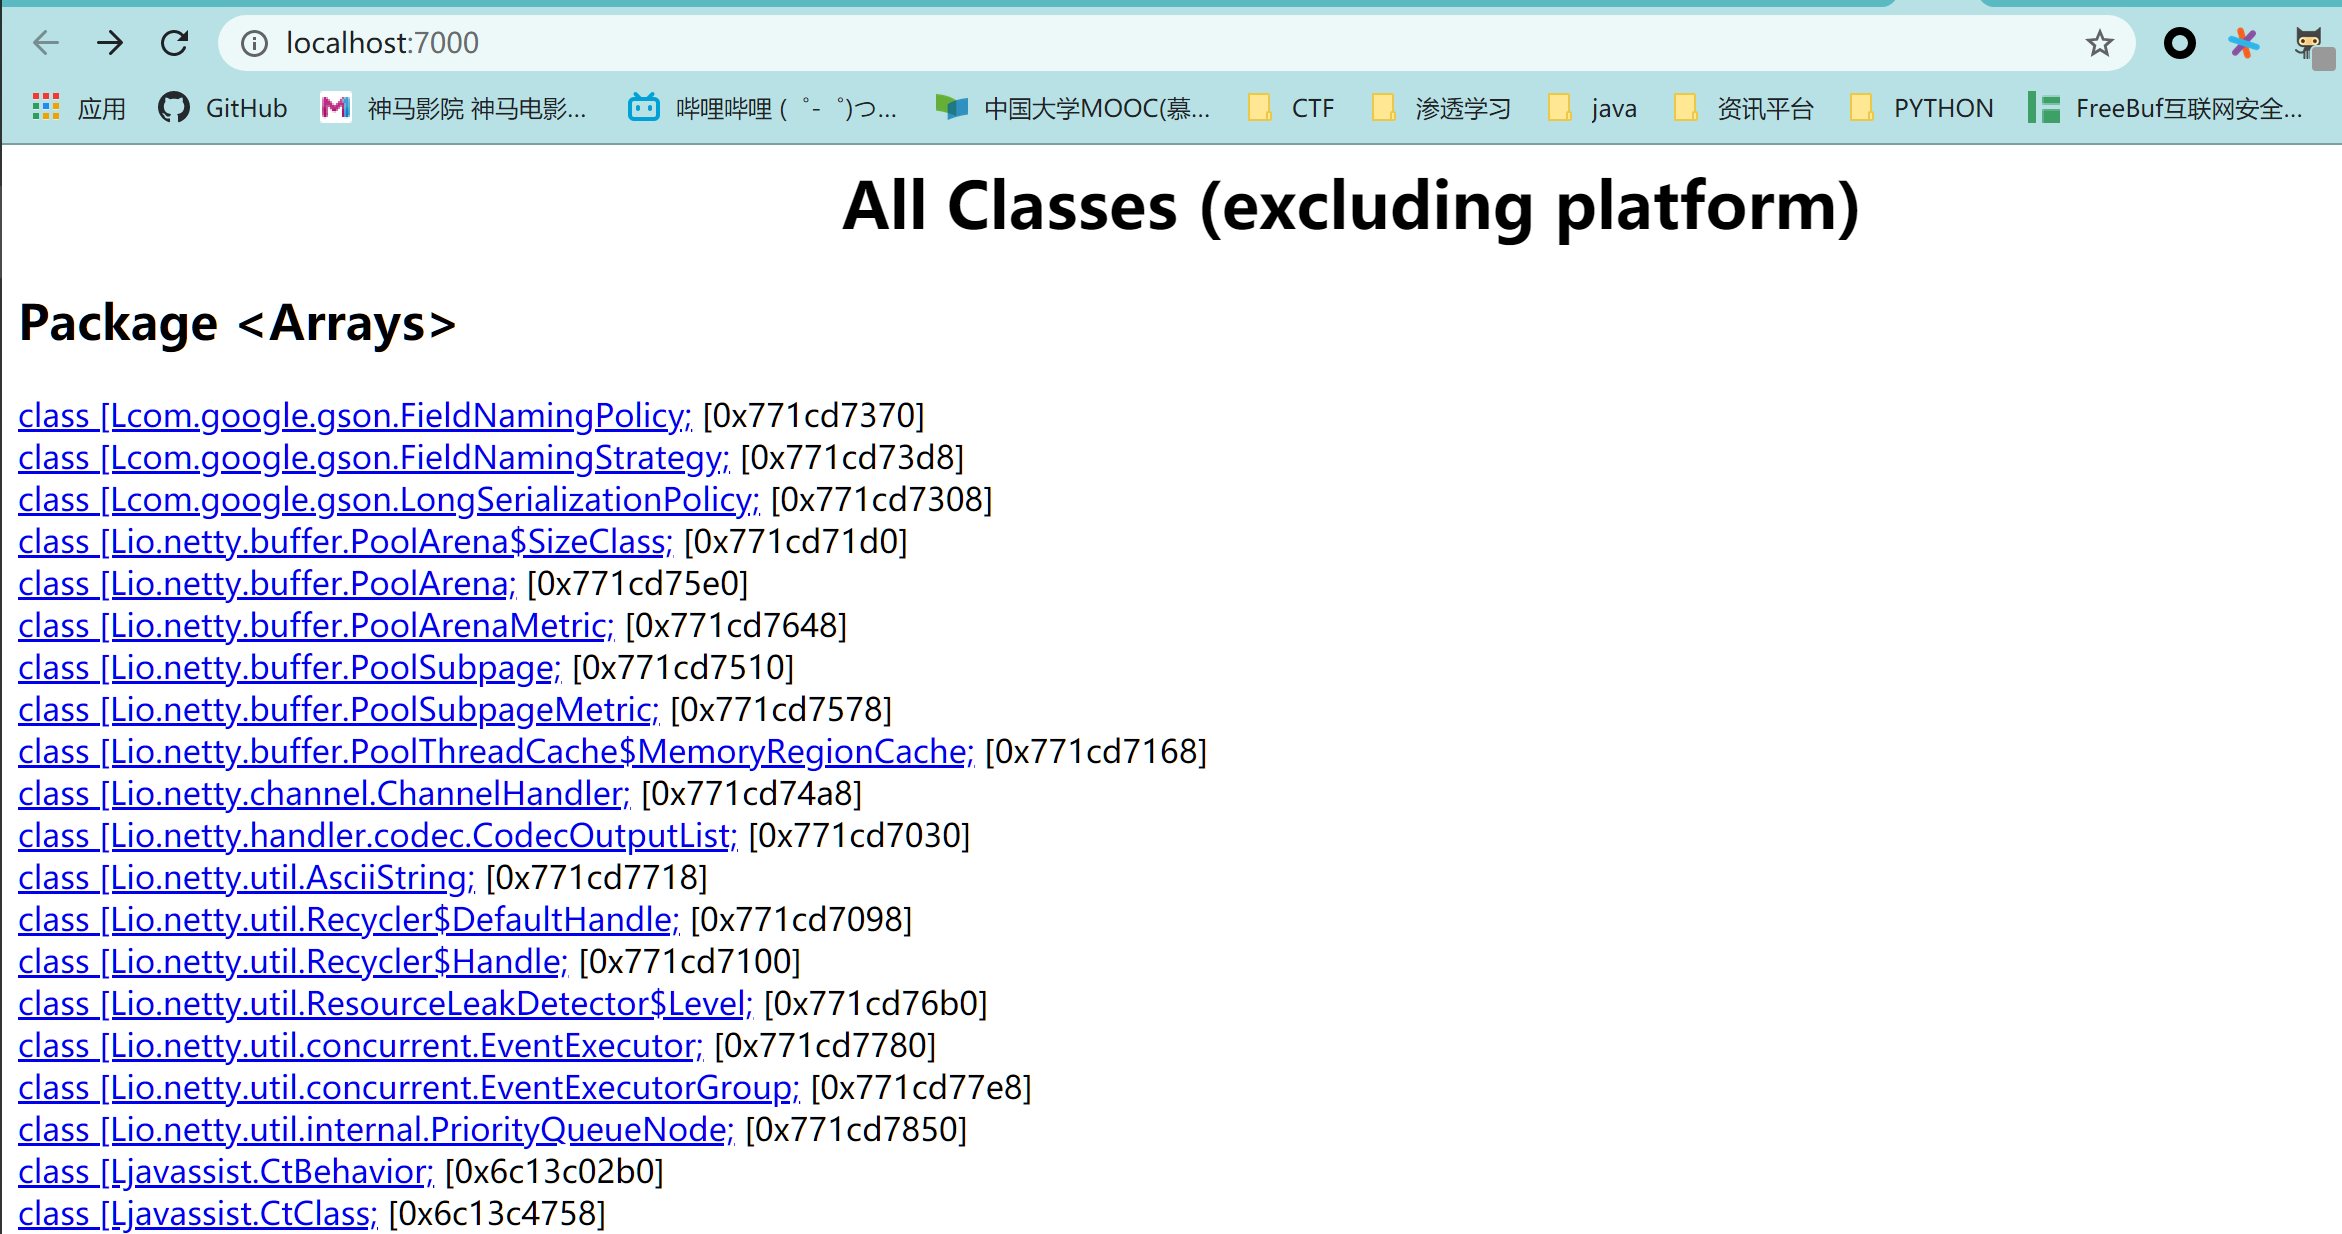 localhost:7000
应用 GitHub 神马影院 神马电影... 哔哩哔哩 (゜-゜)つ... 中国大学MOOC(慕... CTF 渗透学习 java 资讯平台 PYTHON FreeBuf互联网安全...
All Classes (excluding platform)
Package <Arrays>
class [Lcom.google.gson.FieldNamingPolicy; [0x771cd7370]
class [Lcom.google.gson.FieldNamingStrategy; [0x771cd73d8]
class [Lcom.google.gson.LongSerializationPolicy; [0x771cd7308]
class [Lio.netty.buffer.PoolArena$SizeClass; [0x771cd71d0]
class [Lio.netty.buffer.PoolArena; [0x771cd75e0]
class [Lio.netty.buffer.PoolArenaMetric; [0x771cd7648]
class [Lio.netty.buffer.PoolSubpage; [0x771cd7510]
class [Lio.netty.buffer.PoolSubpageMetric; [0x771cd7578]
class [Lio.netty.buffer.PoolThreadCache$MemoryRegionCache; [0x771cd7168]
class [Lio.netty.channel.ChannelHandler; [0x771cd74a8]
class [Lio.netty.handler.codec.CodecOutputList; [0x771cd7030]
class [Lio.netty.util.AsciiString; [0x771cd7718]
class [Lio.netty.util.Recycler$DefaultHandle; [0x771cd7098]
class [Lio.netty.util.Recycler$Handle; [0x771cd7100]
class [Lio.netty.util.ResourceLeakDetector$Level; [0x771cd76b0]
class [Lio.netty.util.concurrent.EventExecutor; [0x771cd7780]
class [Lio.netty.util.concurrent.EventExecutorGroup; [0x771cd77e8]
class [Lio.netty.util.internal.PriorityQueueNode; [0x771cd7850]
class [Ljavassist.CtBehavior; [0x6c13c02b0]
class [Ljavassist.CtClass; [0x6c13c4758]